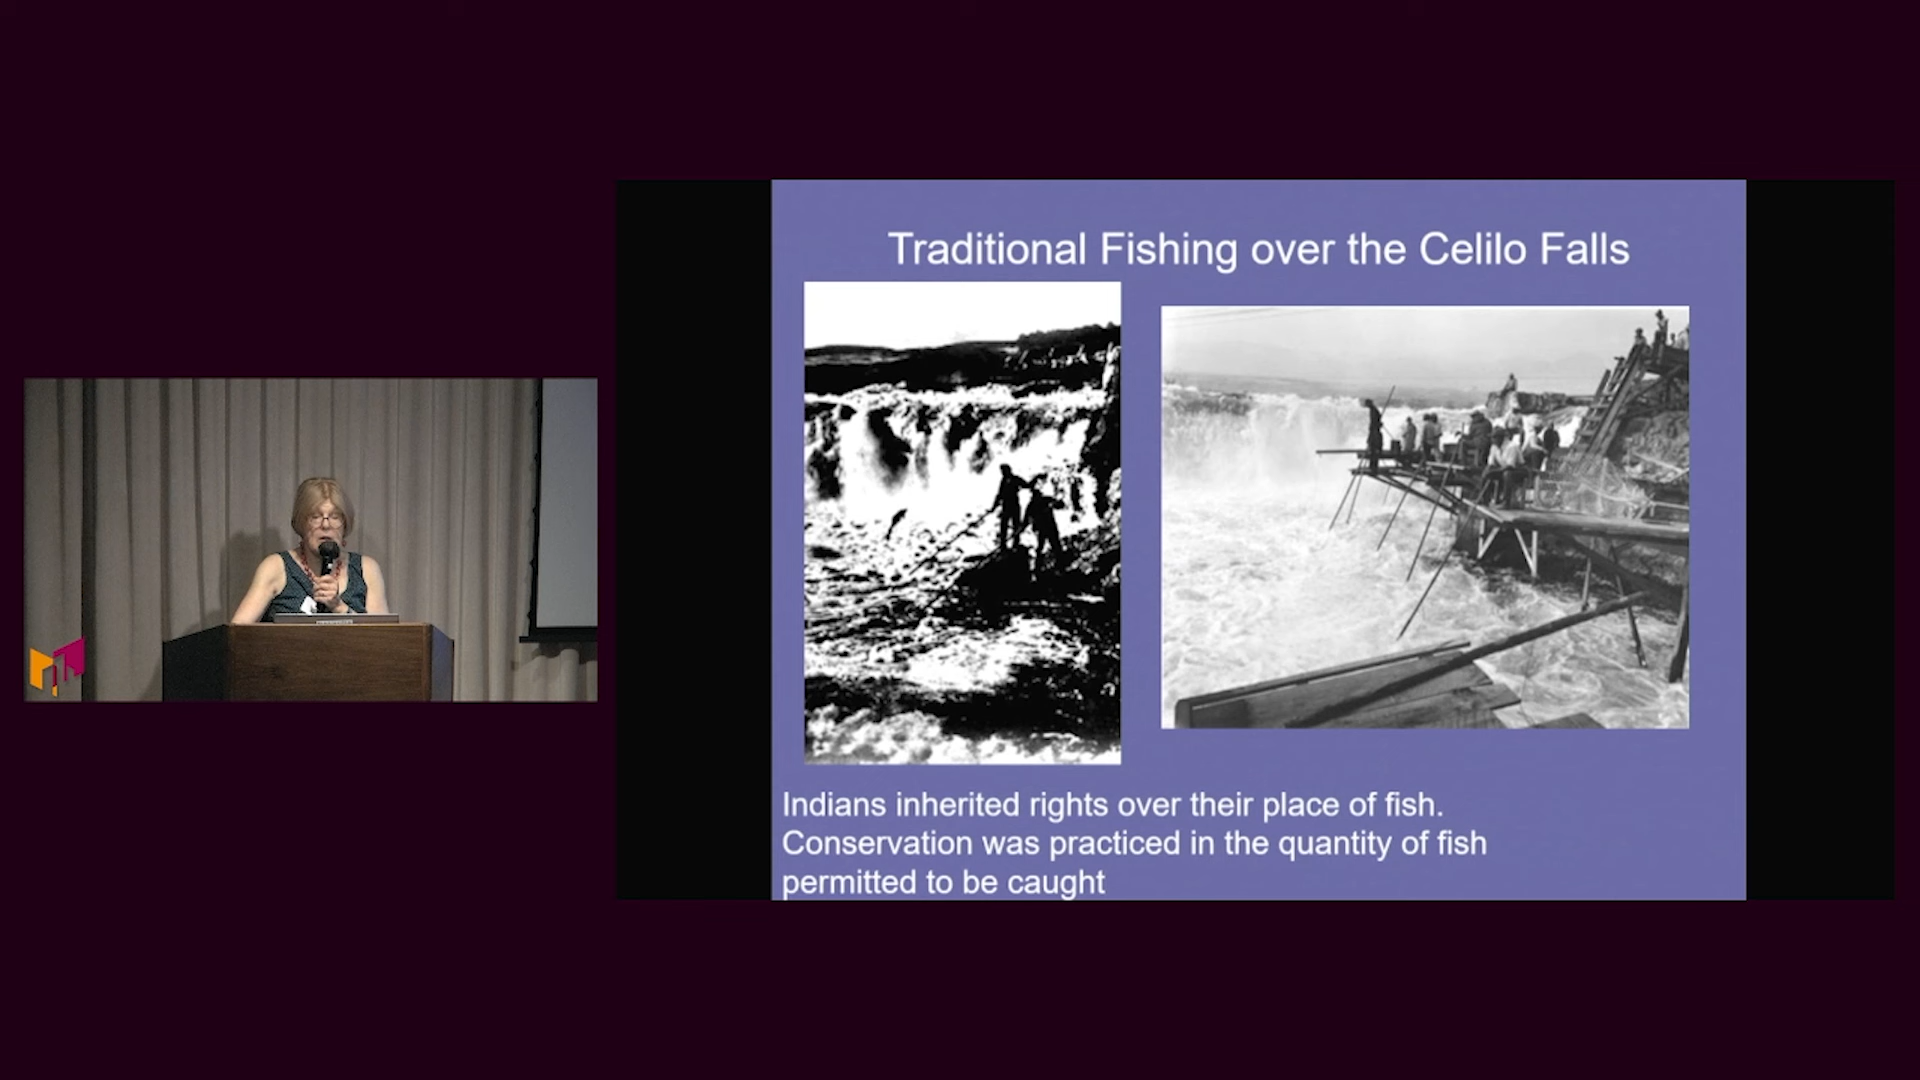 Traditional Fishing over the Celilo Falls
Indians inherited rights over their place of fish.
Conservation was practiced in the quantity of fish
permitted to be caught